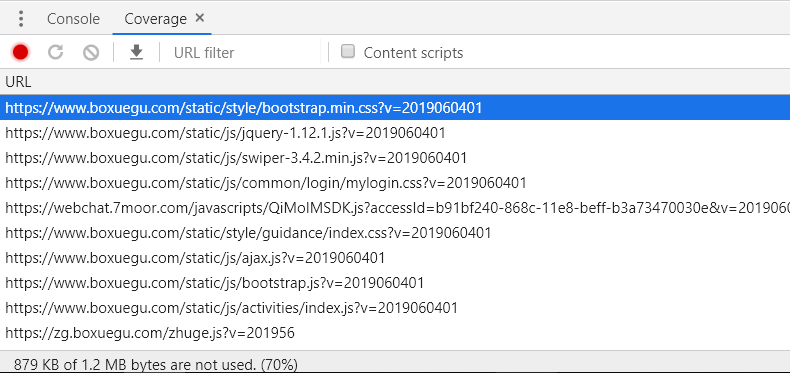 Console Coverage ×
URL filter Content scripts
URL
https://www.boxuegu.com/static/style/bootstrap.min.css?v=2019060401
https://www.boxuegu.com/static/js/jquery-1.12.1.js?v=2019060401
https://www.boxuegu.com/static/js/swiper-3.4.2.min.js?v=2019060401
https://www.boxuegu.com/static/js/common/login/mylogin.css?v=2019060401
https://webchat.7moor.com/javascripts/QiMoIMSDK.js?accessId=b91bf240-868c-11e8-beff-b3a73470030e&v=201906
https://www.boxuegu.com/static/style/guidance/index.css?v=2019060401
https://www.boxuegu.com/static/js/ajax.js?v=2019060401
https://www.boxuegu.com/static/js/bootstrap.js?v=2019060401
https://www.boxuegu.com/static/js/activities/index.js?v=2019060401
https://zg.boxuegu.com/zhuge.js?v=201956
879 KB of 1.2 MB bytes are not used. (70%)